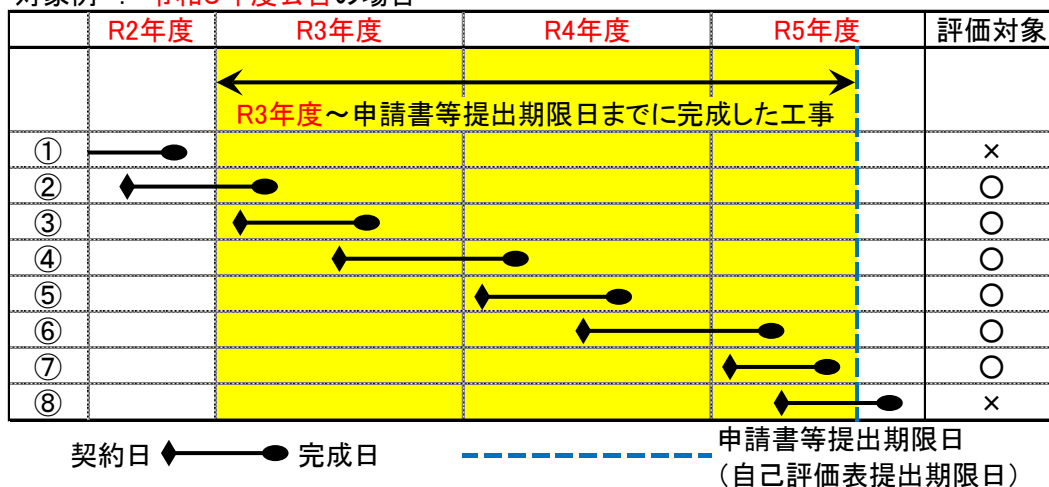 R2年度 R3年度 R4年度 R5年度 評価対象
R3年度～申請書等提出期限日までに完成した工事
① ×
② ○
③ ○
④ ○
⑤ ○
⑥ ○
⑦ ○
⑧ ×
契約日 完成日
申請書等提出期限日
（自己評価表提出期限日）